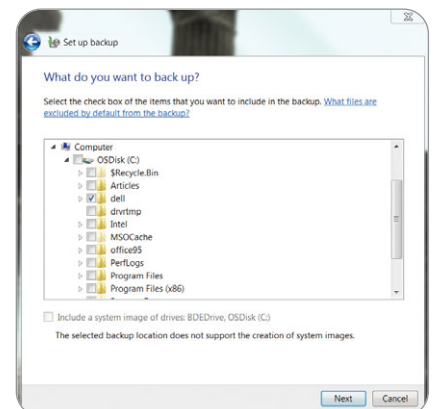 Set up backup
What do you want to back up?
Select the check box of the items that you want to include in the backup. What files are
excluded by default from the backup?
Computer
OSDisk (C:)
$Recycle.Bin
Articles
dell
drvrtmp
Intel
MSOCache
office95
PerfLogs
Program Files
Program Files (x86)
Include a system image of drives: BDEDrive, OSDisk (C:)
The selected backup location does not support the creation of system images.
Next Cancel